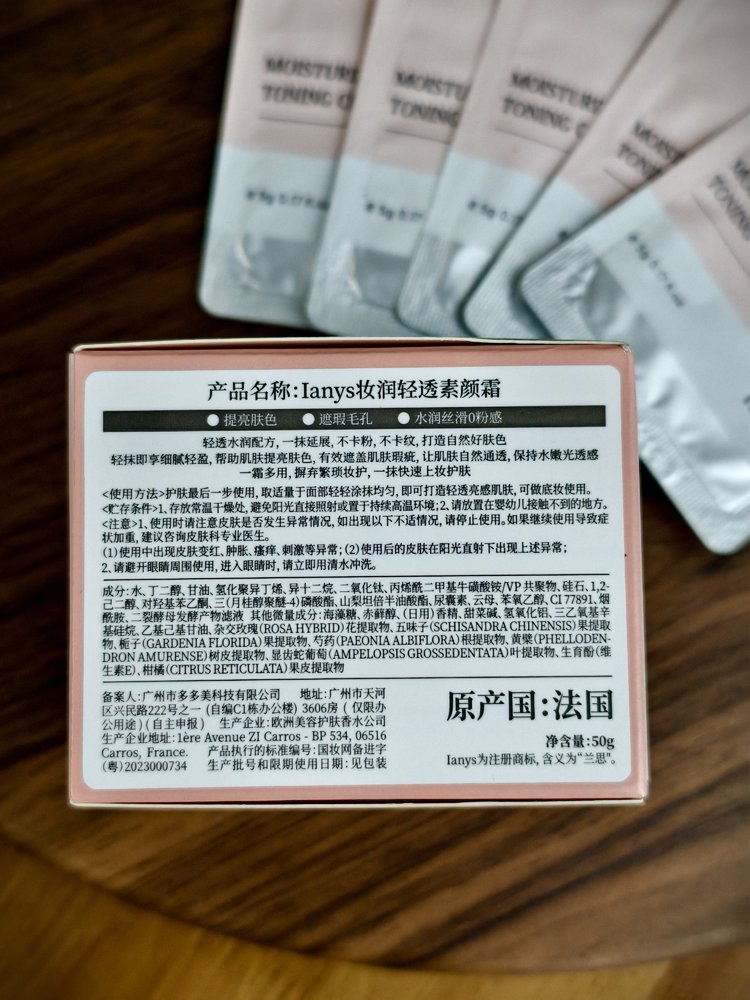 MOISTURE
TONING C
MOISTU
TONING
MOISTURE
TONING C
产品名称:Ianys妆润轻透素颜霜
提亮肤色 遮瑕毛孔 水润丝滑0粉感
轻透水润配方, 一抹延展, 不卡粉, 不卡纹, 打造自然好肤色
轻抹即享细腻轻盈, 帮助肌肤提亮肤色, 有效遮盖肌肤瑕疵, 让肌肤自然通透, 保持水嫩光透感
一霜多用, 摒弃繁琐妆护, 一抹快速上妆护肤
<使用方法>护肤最后一步使用, 取适量于面部轻轻涂抹均匀, 即可打造轻透亮感肌肤, 可做底妆使用。
<贮存条件>1、存放常温干燥处, 避免阳光直接照射或置于持续高温环境; 2、请放置在婴幼儿接触不到的地方。
<注意>1、使用时请注意皮肤是否发生异常情况, 如出现以下不适情况, 请停止使用。如果继续使用导致症
状加重, 建议咨询皮肤科专业医生。
(1)使用中出现皮肤变红、肿胀、瘙痒、刺激等异常; (2)使用后的皮肤在阳光直射下出现上述异常;
2、请避开眼睛周围使用, 进入眼睛时, 请立即用清水冲洗。
成分: 水、丁二醇、甘油、氢化聚异丁烯、异十二烷、二氧化钛、丙烯酰二甲基牛磺酸铵/VP 共聚物、硅石、1,2-
己二醇、对羟基苯乙酮、三(月桂醇聚醚-4)磷酸酯、山梨坦倍半油酸酯、尿囊素、云母、苯氧乙醇、CI 77891、烟
酰胺、二裂酵母发酵产物滤液 其他微量成分: 海藻糖、赤藓醇、(日用)香精、甜菜碱、氢氧化铝、三乙氧基辛
基硅烷、乙基己基甘油、杂交玫瑰(ROSA HYBRID)花提取物、五味子(SCHISANDRA CHINENSIS)果提取
物、栀子(GARDENIA FLORIDA)果提取物、芍药(PAEONIA ALBIFLORA)根提取物、黄檗(PHELLODEN-
DRON AMURENSE)树皮提取物、显齿蛇葡萄(AMPELOPSIS GROSSEDENTATA)叶提取物、生育酚(维
生素E)、柑橘(CITRUS RETICULATA)果皮提取物
备案人:广州市多多美科技有限公司 地址:广州市天河
区兴民路222号之一 (自编C1栋办公楼) 3606房 ( 仅限办
公用途) (自主申报) 生产企业:欧洲美容护肤香水公司
生产企业地址:1ère Avenue ZI Carros - BP 534, 06516
Carros, France. 产品执行的标准编号:国妆网备进字
(粤)2023000734 生产批号和限期使用日期:见包装
原产国:法国
净含量:50g
Ianys为注册商标, 含义为“兰思”。